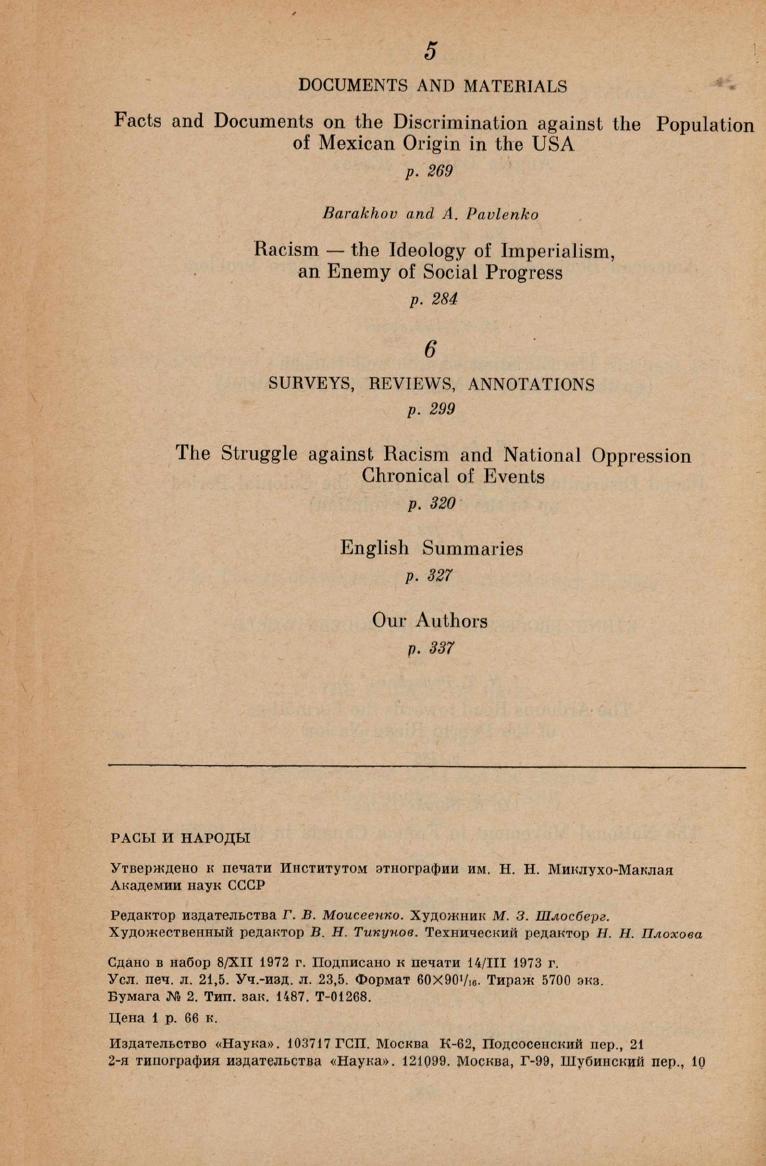 5
DOCUMENTS AND MATERIALS
Facts and Documents on the Discrimination against the Population
of Mexican Origin in the USA
p. 269
Barakhov and A. Pavlenko
Racism — the Ideology of Imperialism,
an Enemy of Social Progress
p. 284
6
SURVEYS, REVIEWS, ANNOTATIONS
p. 299
The Struggle against Racism and National Oppression
Chronical of Events
p. 320
English Summaries
p. 327
Our Authors
p. 337
РАСЫ И НАРОДЫ
Утверждено к печати Институтом этнографии им. Н. Н. Миклухо-Маклая
Академии наук СССР
Редактор издательства Г. В. Моисеенко. Художник М. З. Шлосберг.
Художественный редактор В. Н. Тикунов. Технический редактор Н. Н. Плохова
Сдано в набор 8/XII 1972 г. Подписано к печати 14/III 1973 г.
Усл. печ. л. 21,5. Уч.-изд. л. 23,5. Формат 60×90¹/₁₆. Тираж 5700 экз.
Бумага № 2. Тип. зак. 1487. Т-01268.
Цена 1 р. 66 к.
Издательство «Наука». 103717 ГСП. Москва К-62, Подсосенский пер., 21
2-я типография издательства «Наука». 121099. Москва, Г-99, Шубинский пер., 10